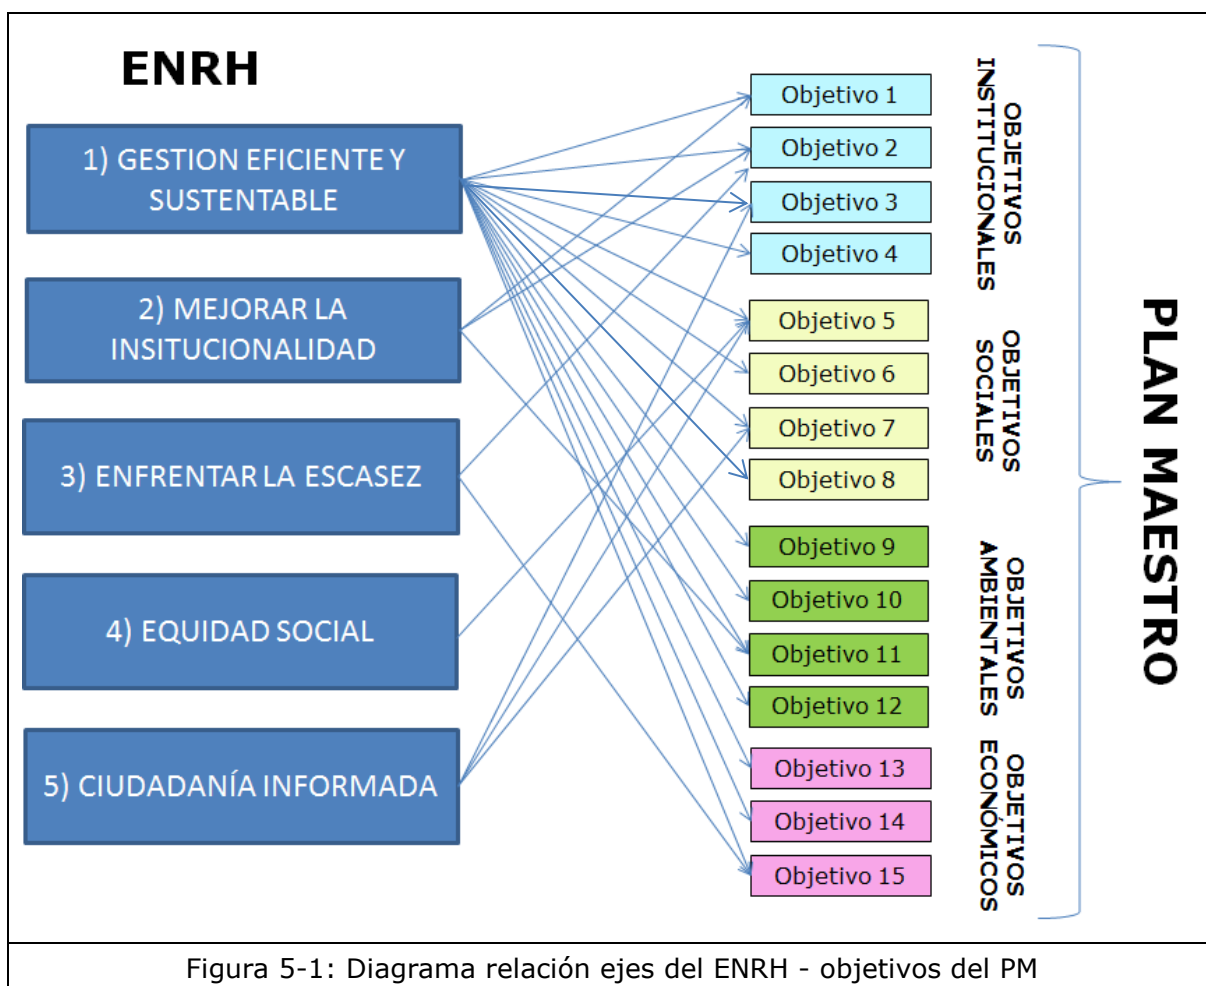 ENRH
1) GESTION EFICIENTE Y
SUSTENTABLE
2) MEJORAR LA
INSITUCIONALIDAD
3) ENFRENTAR LA ESCASEZ
4) EQUIDAD SOCIAL
5) CIUDADANÍA INFORMADA
Objetivo 1
Objetivo 2
Objetivo 3
Objetivo 4
Objetivo 5
Objetivo 6
Objetivo 7
Objetivo 8
Objetivo 9
Objetivo 10
Objetivo 11
Objetivo 12
Objetivo 13
Objetivo 14
Objetivo 15
OBJETIVOS
INSTITUCIONALES
OBJETIVOS
SOCIALES
OBJETIVOS
AMBIENTALES
OBJETIVOS
ECONÓMICOS
PLAN MAESTRO
Figura 5-1: Diagrama relación ejes del ENRH - objetivos del PM